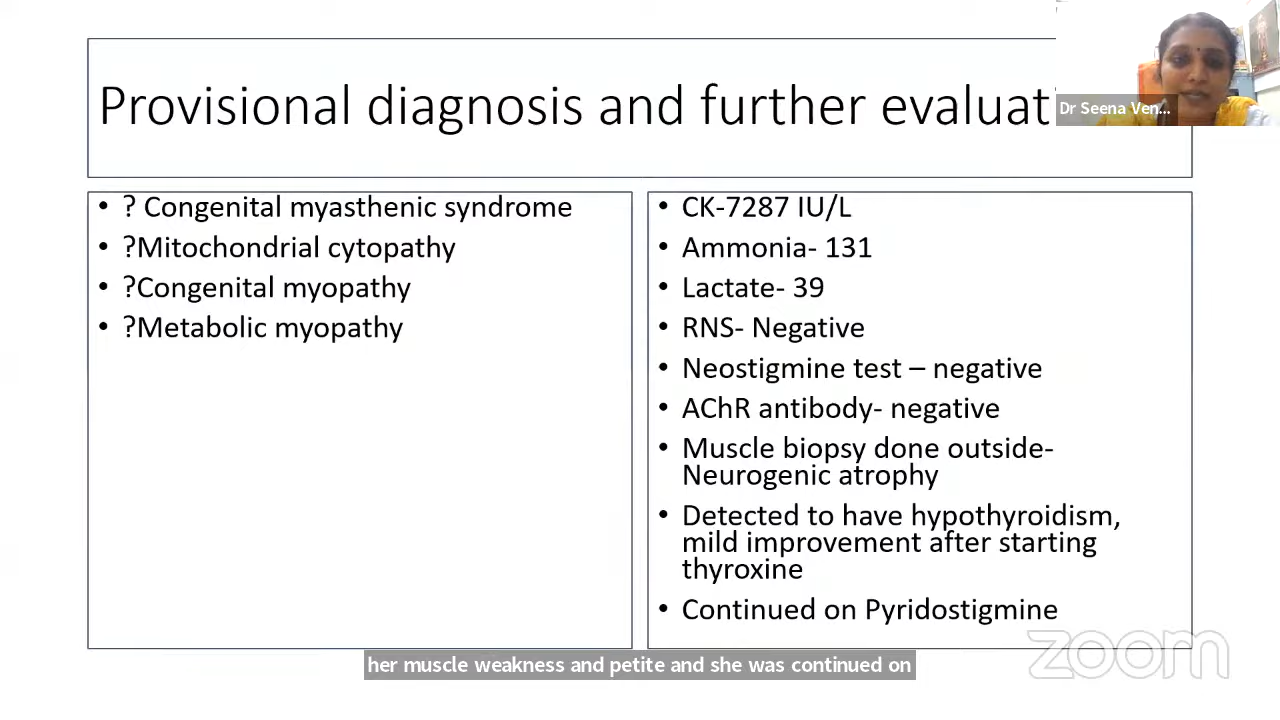 Provisional diagnosis and further evaluati
Dr Seena Ven...
• ? Congenital myasthenic syndrome
• ?Mitochondrial cytopathy
• ?Congenital myopathy
• ?Metabolic myopathy
• CK-7287 IU/L
• Ammonia- 131
• Lactate- 39
• RNS- Negative
• Neostigmine test – negative
• AChR antibody- negative
• Muscle biopsy done outside-
Neurogenic atrophy
• Detected to have hypothyroidism,
mild improvement after starting
thyroxine
• Continued on Pyridostigmine
zoom
her muscle weakness and petite and she was continued on